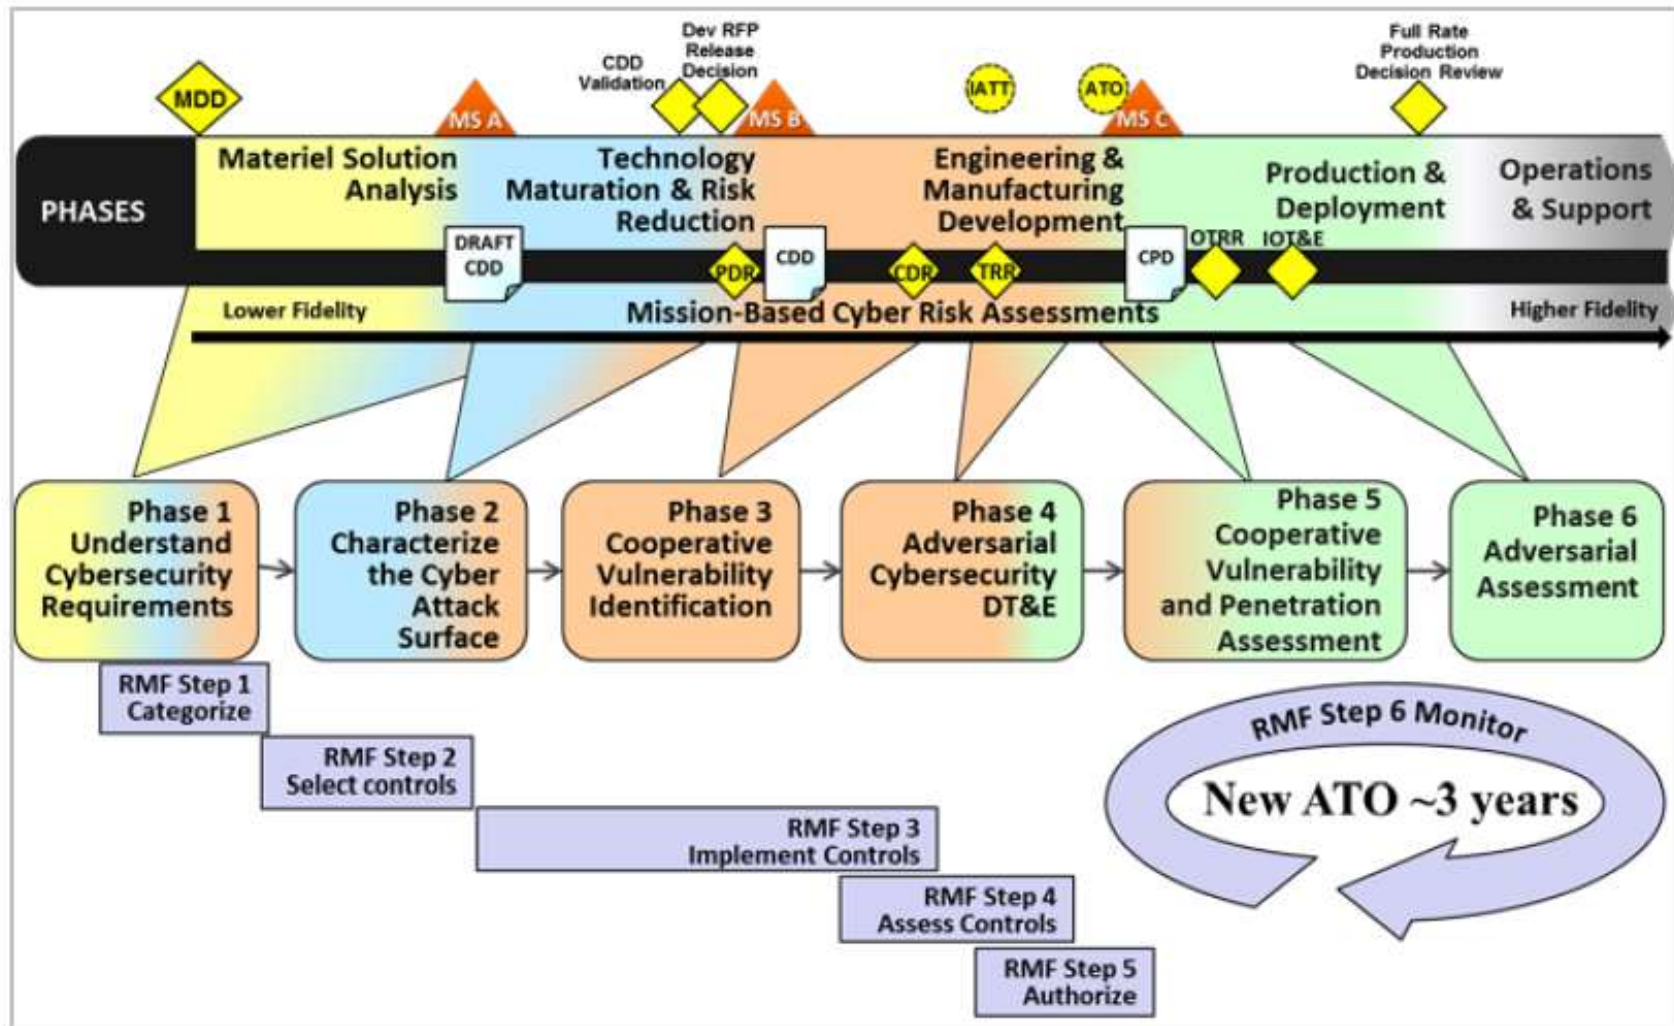 Dev RFP
Release
Decision
CDD
Validation
Full Rate
Production
Decision Review
MDD
MS A
MS B
IATT
ATO
MS C
PHASES
Materiel Solution
Analysis
Technology
Maturation & Risk
Reduction
Engineering &
Manufacturing
Development
Production &
Deployment
Operations
& Support
DRAFT
CDD
PDR
CDD
CDR
TRR
CPD
OTRR
IOT&E
Lower Fidelity
Mission-Based Cyber Risk Assessments
Higher Fidelity
Phase 1
Understand
Cybersecurity
Requirements
Phase 2
Characterize
the Cyber
Attack
Surface
Phase 3
Cooperative
Vulnerability
Identification
Phase 4
Adversarial
Cybersecurity
DT&E
Phase 5
Cooperative
Vulnerability
and Penetration
Assessment
Phase 6
Adversarial
Assessment
RMF Step 1
Categorize
RMF Step 2
Select controls
RMF Step 3
Implement Controls
RMF Step 4
Assess Controls
RMF Step 5
Authorize
RMF Step 6 Monitor
New ATO ~3 years